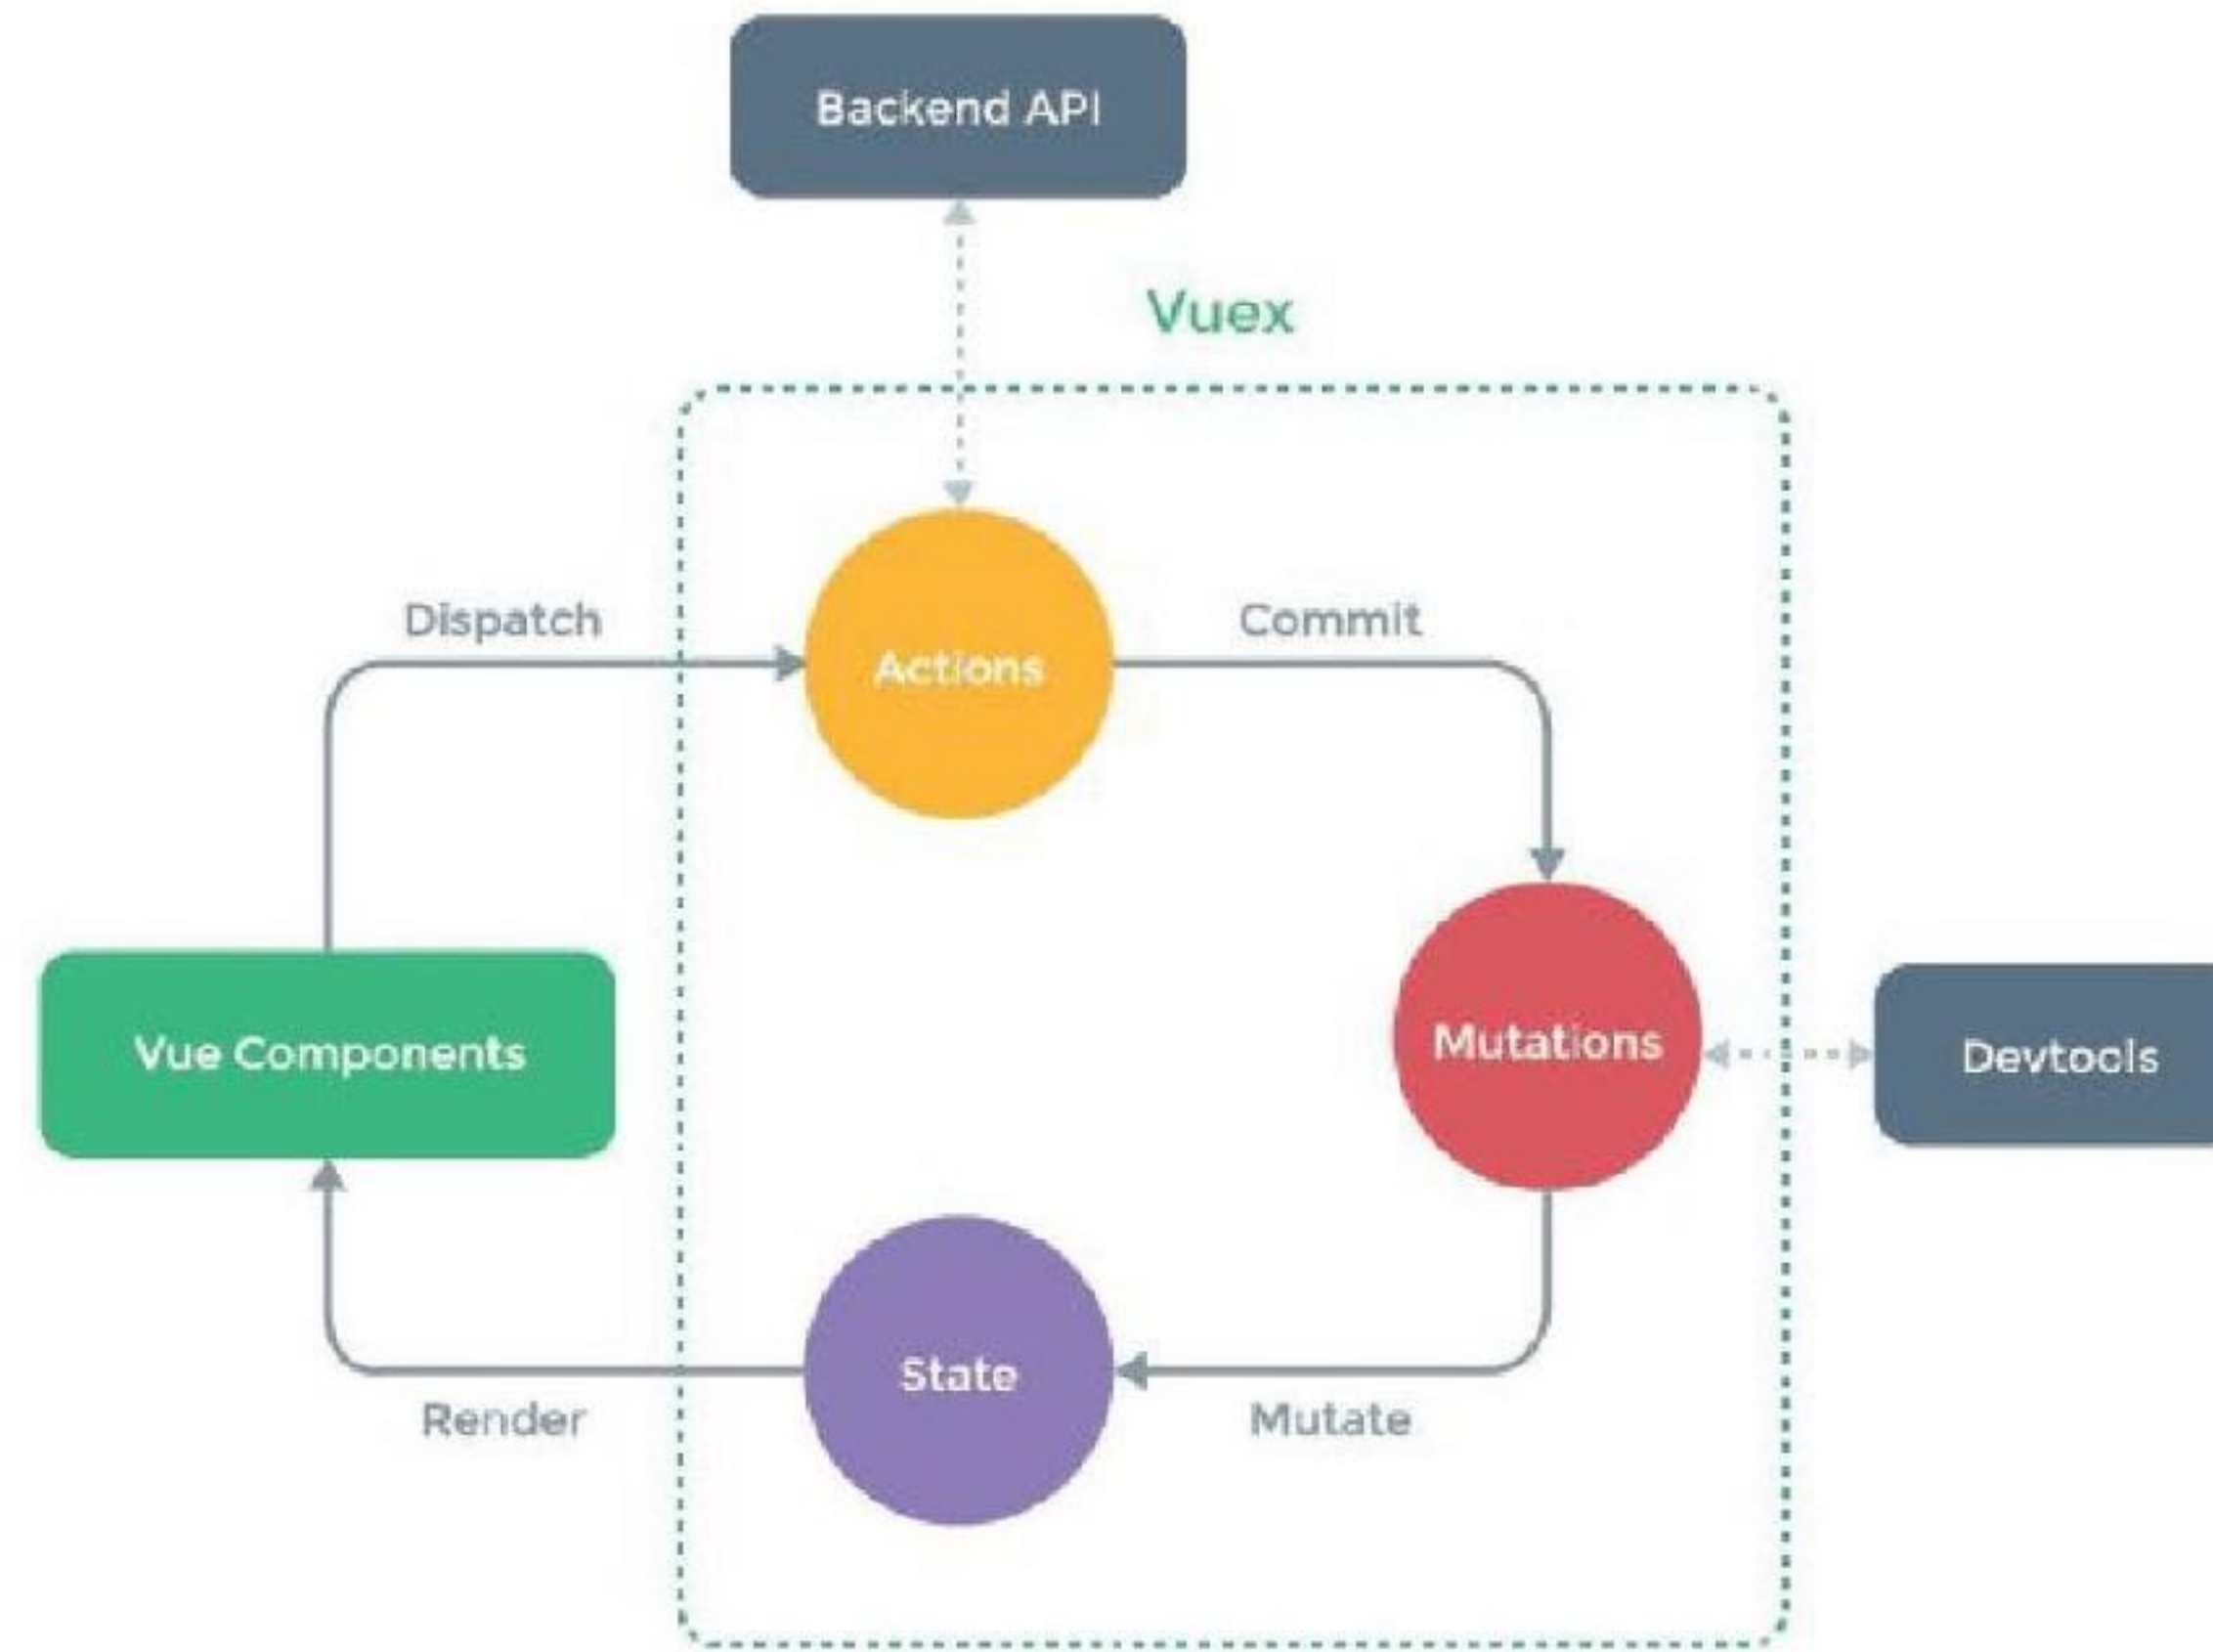 Backend API
Vuex
Dispatch
Commit
Actions
Vue Components
Mutations
Devtools
State
Render
Mutate